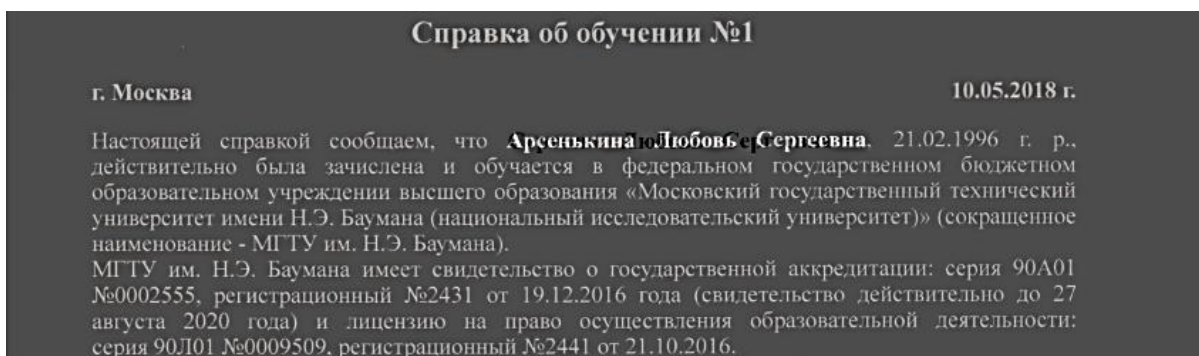 Справка об обучении №1
г. Москва 10.05.2018 г.
Настоящей справкой сообщаем, что Арсенькина Любовь Сергеевна, 21.02.1996 г. р.,
действительно была зачислена и обучается в федеральном государственном бюджетном
образовательном учреждении высшего образования «Московский государственный технический
университет имени Н.Э. Баумана (национальный исследовательский университет)» (сокращенное
наименование - МГТУ им. Н.Э. Баумана).
МГТУ им. Н.Э. Баумана имеет свидетельство о государственной аккредитации: серия 90А01
№0002555, регистрационный №2431 от 19.12.2016 года (свидетельство действительно до 27
августа 2020 года) и лицензию на право осуществления образовательной деятельности:
серия 90Л01 №0009509, регистрационный №2441 от 21.10.2016.